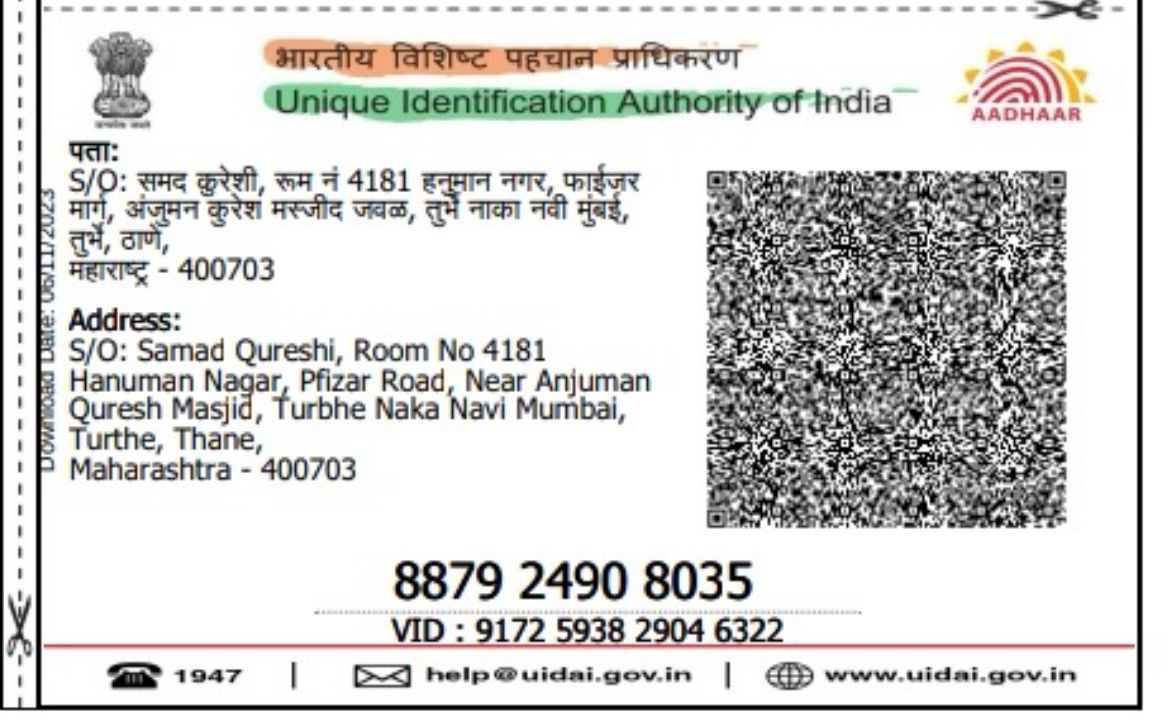 भारतीय विशिष्ट पहचान प्राधिकरण
Unique Identification Authority of India
AADHAAR
पता:
S/O: समद कुरेशी, रूम नं 4181 हनुमान नगर, फाईज़र
मार्ग, अंजुमन कुरेश मस्जीद जवळ, तुर्भे नाका नवी मुंबई,
तुर्भे, ठाणे,
महाराष्ट्र - 400703
Download Date: 06/11/2023
Address:
S/O: Samad Qureshi, Room No 4181
Hanuman Nagar, Pfizar Road, Near Anjuman
Quresh Masjid, Turbhe Naka Navi Mumbai,
Turthe, Thane,
Maharashtra - 400703
8879 2490 8035
VID : 9172 5938 2904 6322
1947 | help@uidai.gov.in | www.uidai.gov.in